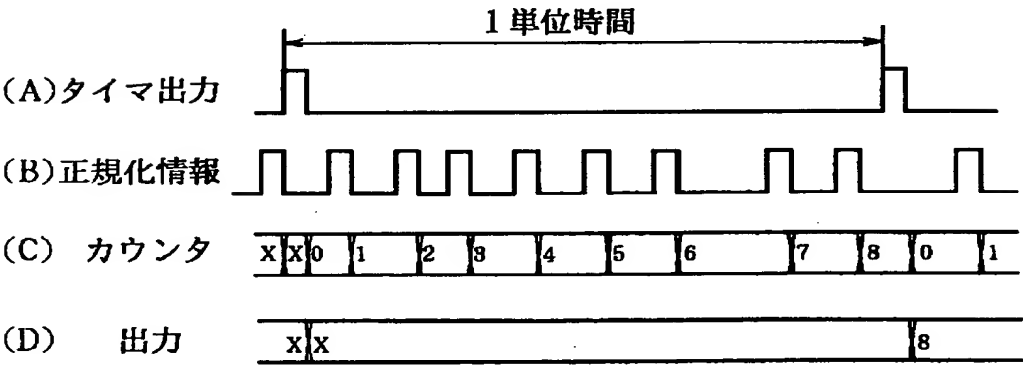 1単位時間
(A)タイマ出力
(B)正規化情報
(C) カウンタ X X 0 1 2 3 4 5 6 7 8 0 1
(D) 出力 X X 8